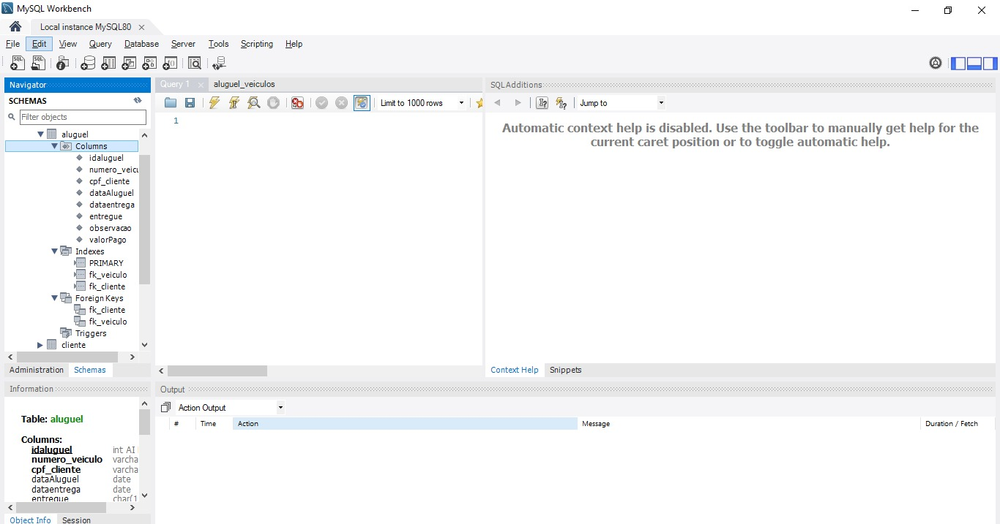 MySQL Workbench
Local instance MySQL80
File Edit View Query Database Server Tools Scripting Help
Navigator
SCHEMAS
Filter objects
aluguel
Columns
idaluguel
numero_veicu
cpf_cliente
dataAluguel
dataentrega
entregue
observacao
valorPago
Indexes
PRIMARY
fk_veiculo
fk_cliente
Foreign Keys
fk_cliente
fk_veiculo
Triggers
cliente
Administration Schemas
Information
Table: aluguel
Columns:
idaluguel int AI
numero_veiculo varcha
cpf_cliente varcha
dataAluguel date
dataentrega date
entregue char(1
Object Info Session
Query 1 aluguel_veiculos
Limit to 1000 rows
1
SQLAdditions
Jump to
Automatic context help is disabled. Use the toolbar to manually get help for the
current caret position or to toggle automatic help.
Context Help Snippets
Output
Action Output
# Time Action Message Duration / Fetch